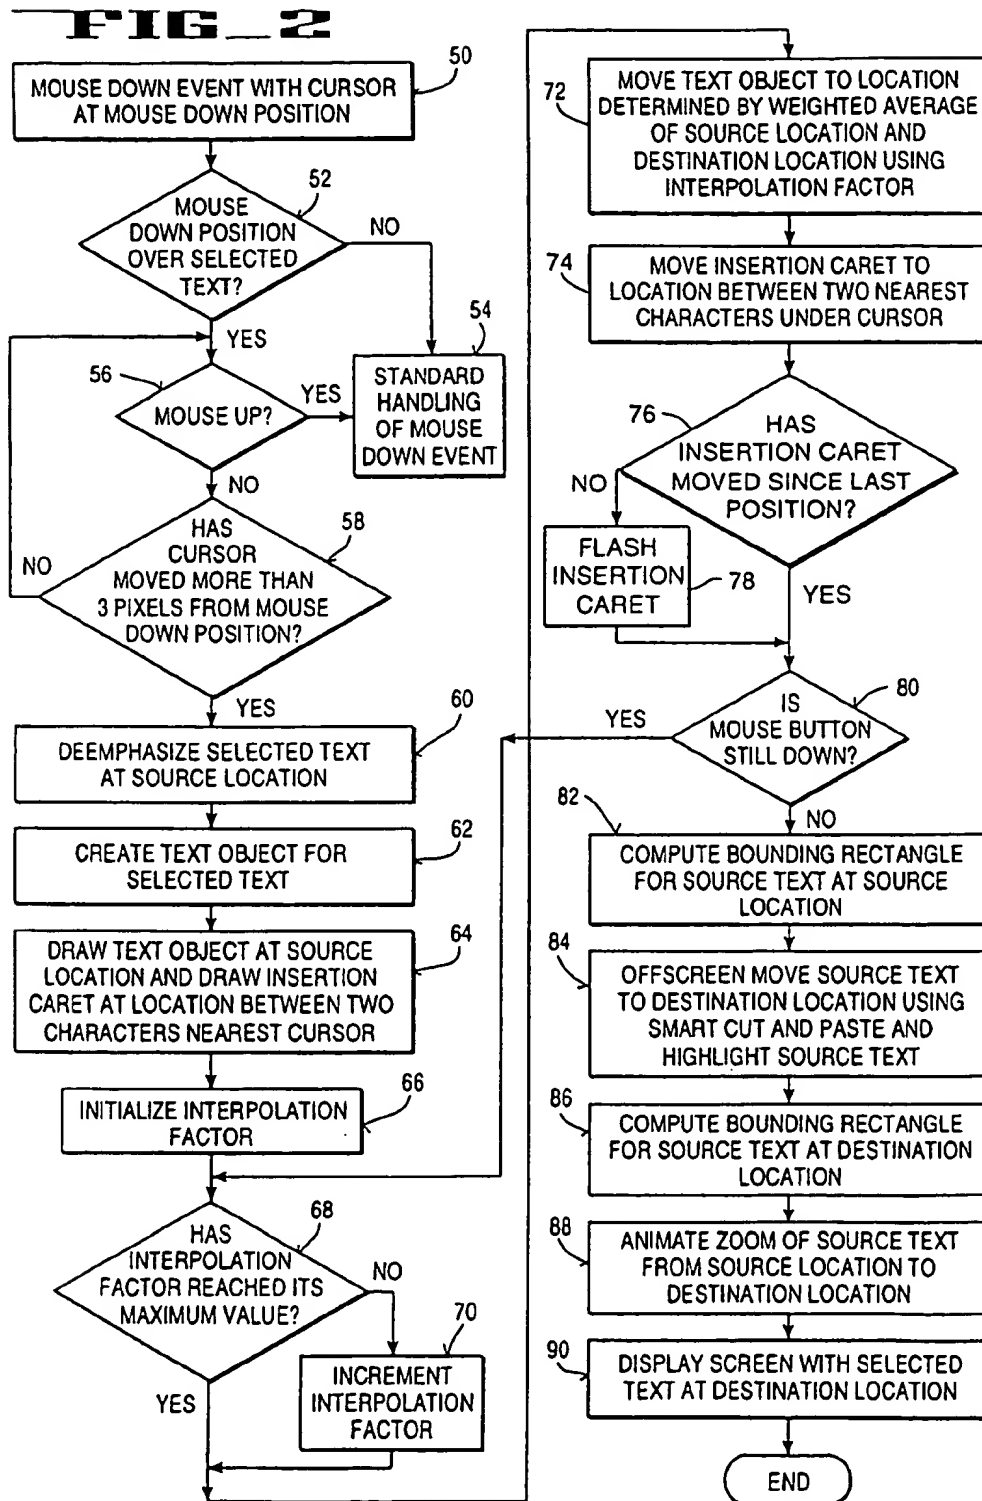 FIG_2
50
MOUSE DOWN EVENT WITH CURSOR
AT MOUSE DOWN POSITION
52
MOUSE
DOWN POSITION
OVER SELECTED
TEXT?
NO
YES
54
STANDARD
HANDLING
OF MOUSE
DOWN EVENT
56
MOUSE UP?
YES
NO
58
HAS
CURSOR
MOVED MORE THAN
3 PIXELS FROM MOUSE
DOWN POSITION?
NO
YES
60
DEEMPHASIZE SELECTED TEXT
AT SOURCE LOCATION
62
CREATE TEXT OBJECT FOR
SELECTED TEXT
64
DRAW TEXT OBJECT AT SOURCE
LOCATION AND DRAW INSERTION
CARET AT LOCATION BETWEEN TWO
CHARACTERS NEAREST CURSOR
66
INITIALIZE INTERPOLATION
FACTOR
68
HAS
INTERPOLATION
FACTOR REACHED ITS
MAXIMUM VALUE?
NO
YES
70
INCREMENT
INTERPOLATION
FACTOR
72
MOVE TEXT OBJECT TO LOCATION
DETERMINED BY WEIGHTED AVERAGE
OF SOURCE LOCATION AND
DESTINATION LOCATION USING
INTERPOLATION FACTOR
74
MOVE INSERTION CARET TO
LOCATION BETWEEN TWO NEAREST
CHARACTERS UNDER CURSOR
76
HAS
INSERTION CARET
MOVED SINCE LAST
POSITION?
NO
YES
78
FLASH
INSERTION
CARET
80
IS
MOUSE BUTTON
STILL DOWN?
YES
NO
82
COMPUTE BOUNDING RECTANGLE
FOR SOURCE TEXT AT SOURCE
LOCATION
84
OFFSCREEN MOVE SOURCE TEXT
TO DESTINATION LOCATION USING
SMART CUT AND PASTE AND
HIGHLIGHT SOURCE TEXT
86
COMPUTE BOUNDING RECTANGLE
FOR SOURCE TEXT AT DESTINATION
LOCATION
88
ANIMATE ZOOM OF SOURCE TEXT
FROM SOURCE LOCATION TO
DESTINATION LOCATION
90
DISPLAY SCREEN WITH SELECTED
TEXT AT DESTINATION LOCATION
END